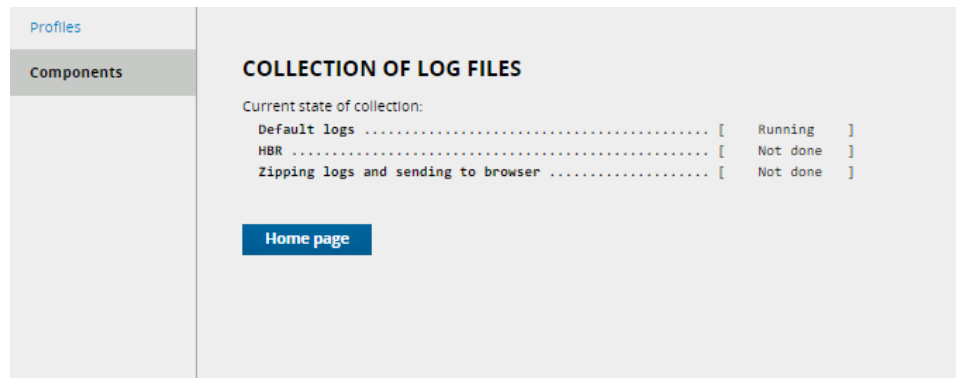 Profiles
Components
COLLECTION OF LOG FILES
Current state of collection:
Default logs ........................................... [ Running ]
HBR .................................................... [ Not done ]
Zipping logs and sending to browser .................... [ Not done ]
Home page